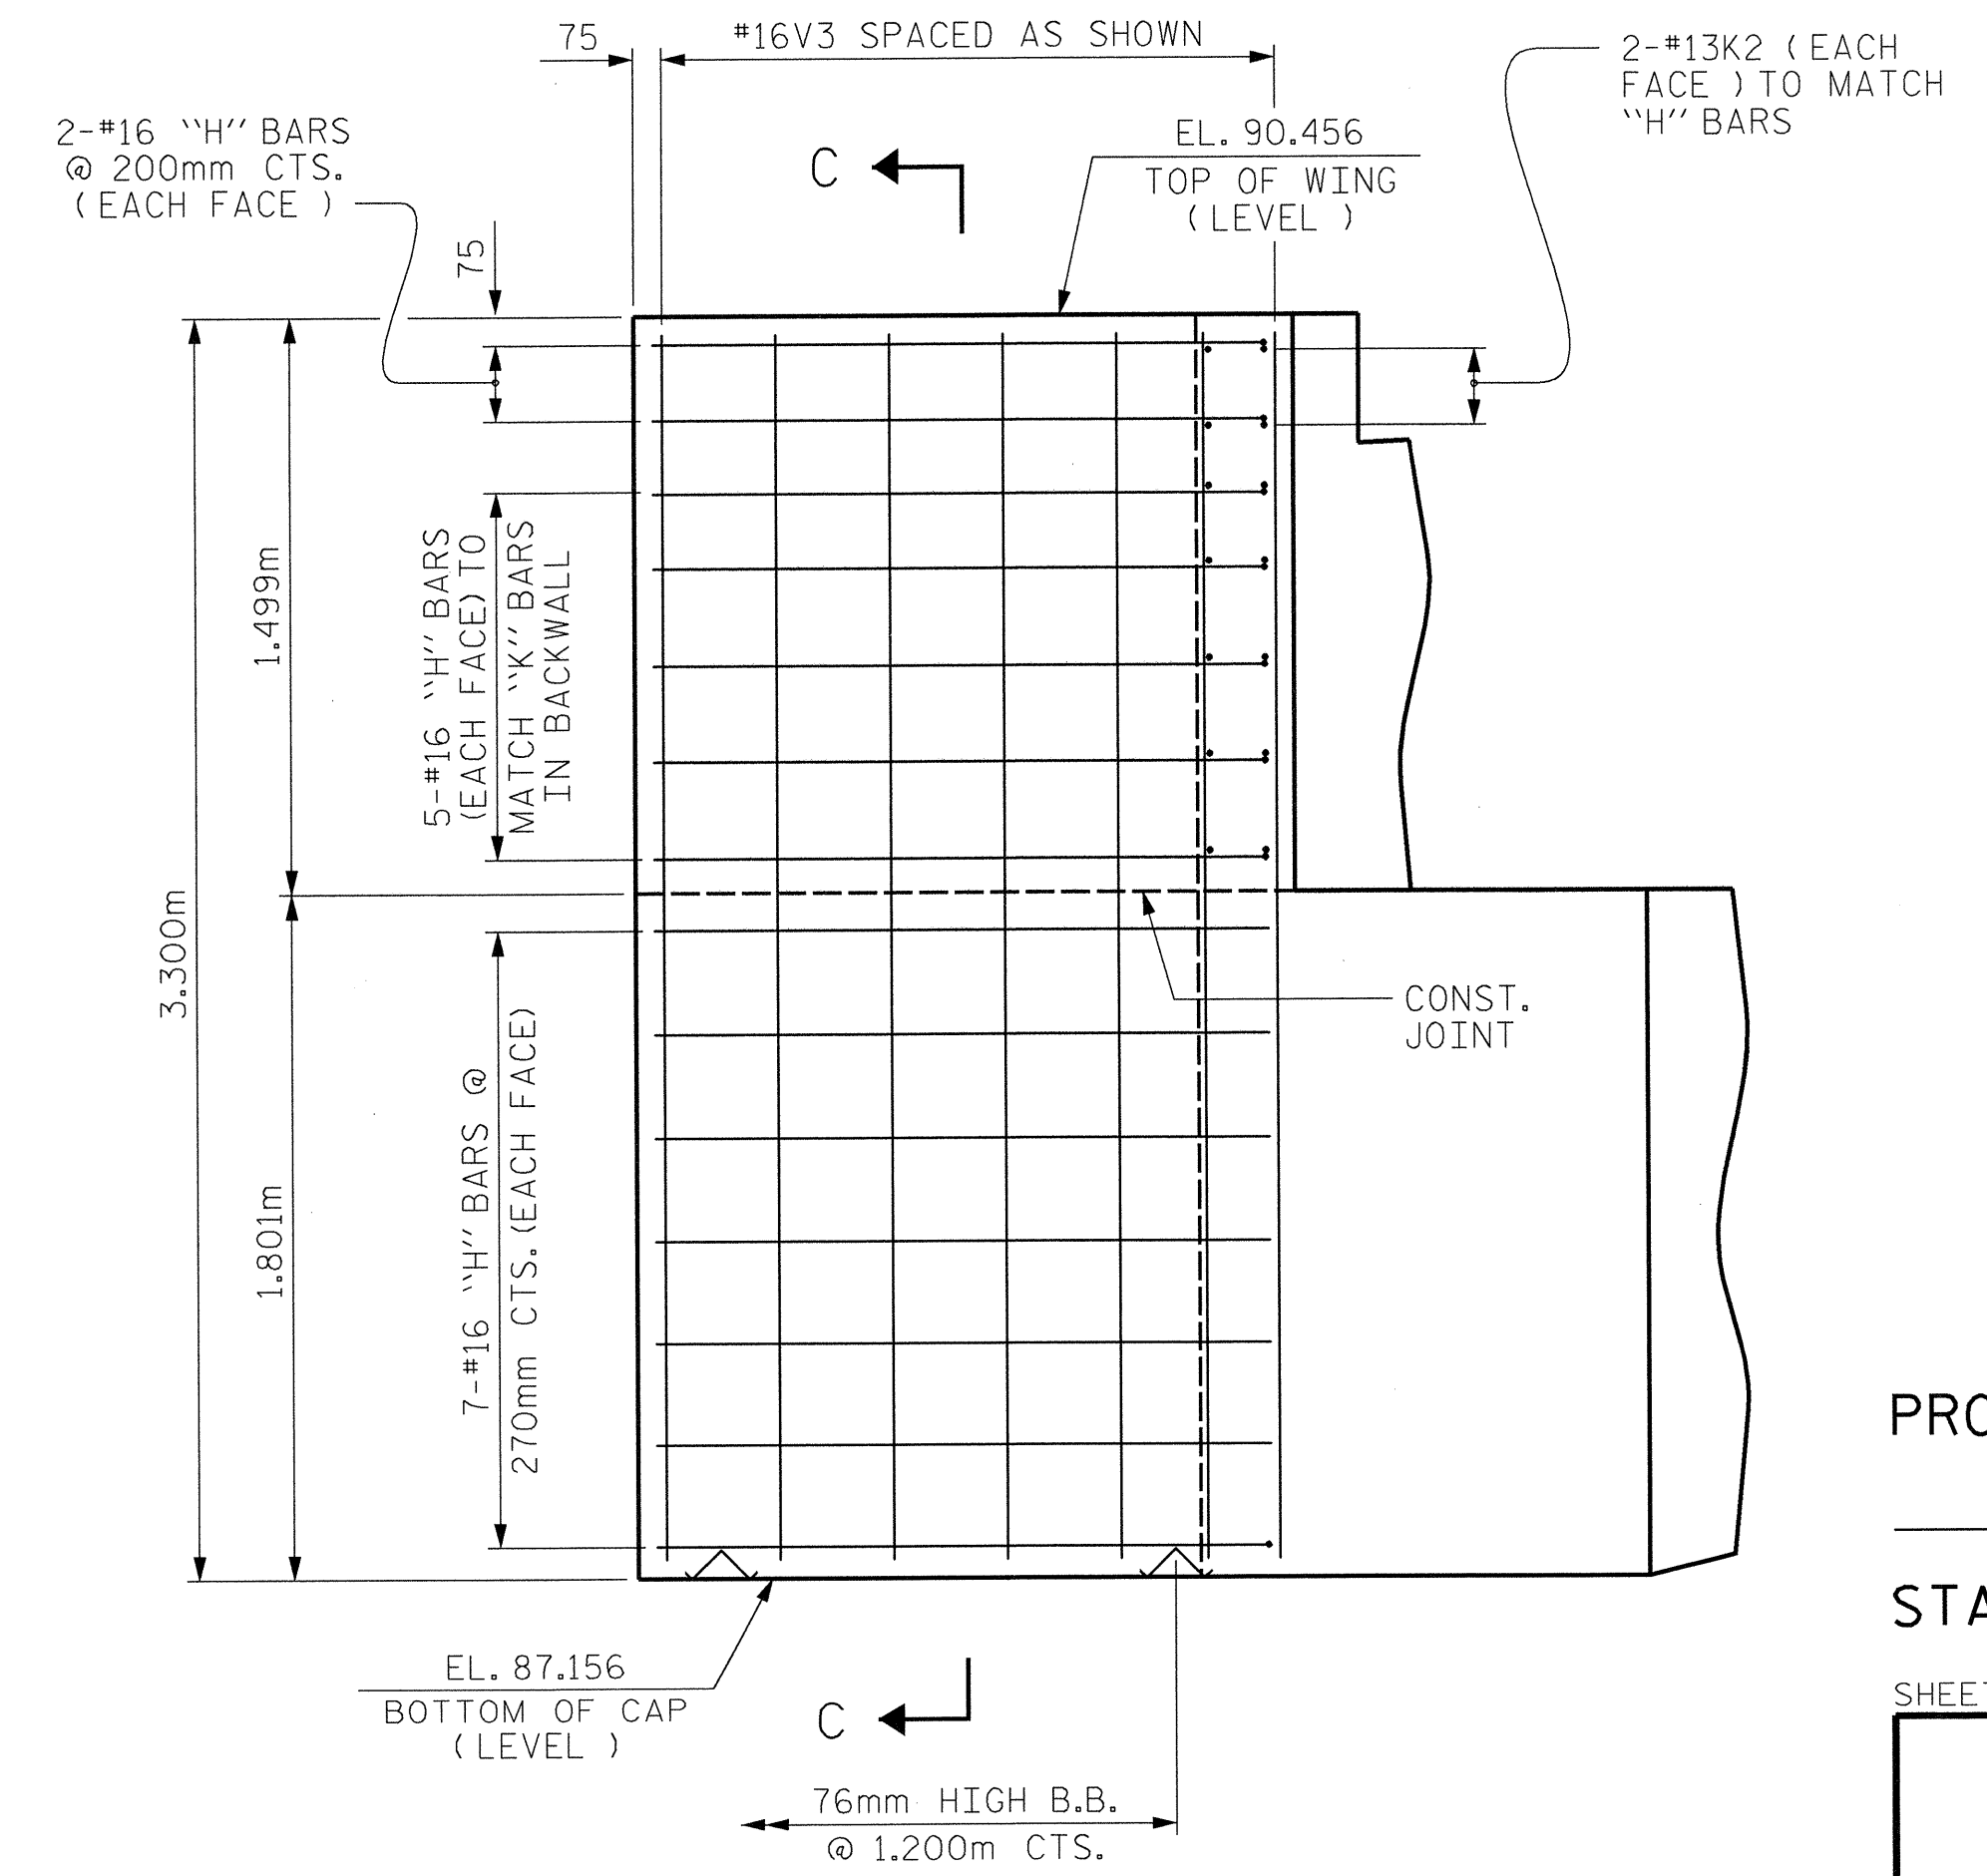 75
#16V3 SPACED AS SHOWN
2-#13K2 (EACH
FACE ) TO MATCH
"H" BARS
2-#16 "H" BARS
@ 200mm CTS.
(EACH FACE )
C
EL. 90.456
TOP OF WING
(LEVEL )
75
1.499m
5-#16 "H" BARS
(EACH FACE) TO
MATCH "K" BARS
IN BACKWALL
3.300m
CONST.
JOINT
1.801m
7-#16 "H" BARS @
270mm CTS. (EACH FACE)
PRO
STA
SHEET
EL. 87.156
BOTTOM OF CAP
(LEVEL )
C
76mm HIGH B.B.
@ 1.200m CTS.